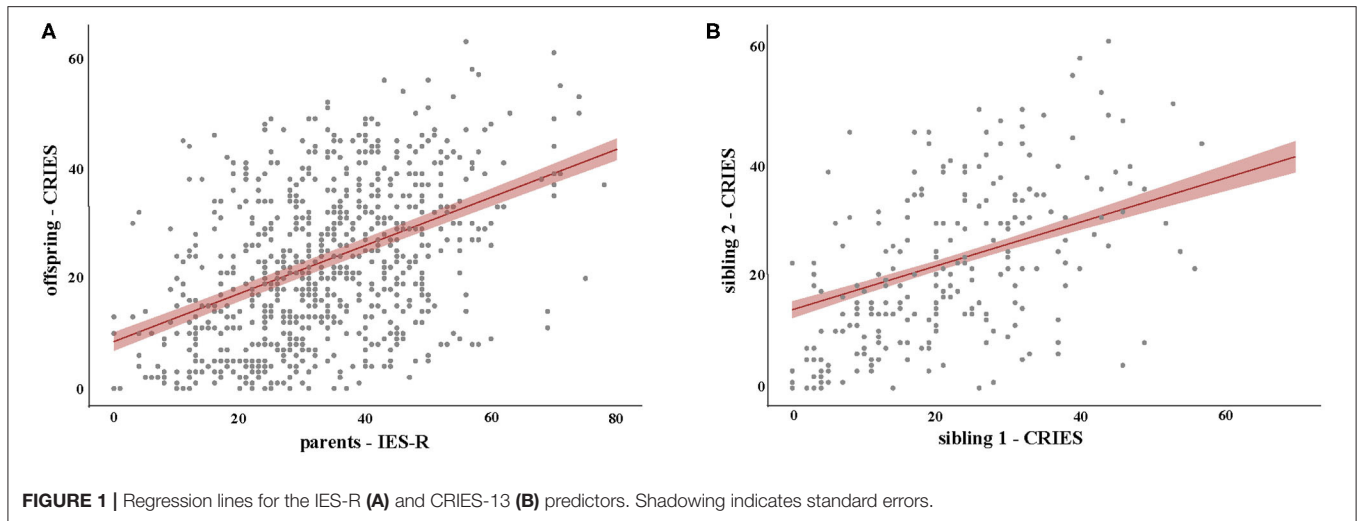 A
60
40
20
0
offspring - CRIES
0 20 40 60 80
parents - IES-R
B
60
40
20
0
sibling 2 - CRIES
0 20 40 60
sibling 1 - CRIES
FIGURE 1 | Regression lines for the IES-R (A) and CRIES-13 (B) predictors. Shadowing indicates standard errors.